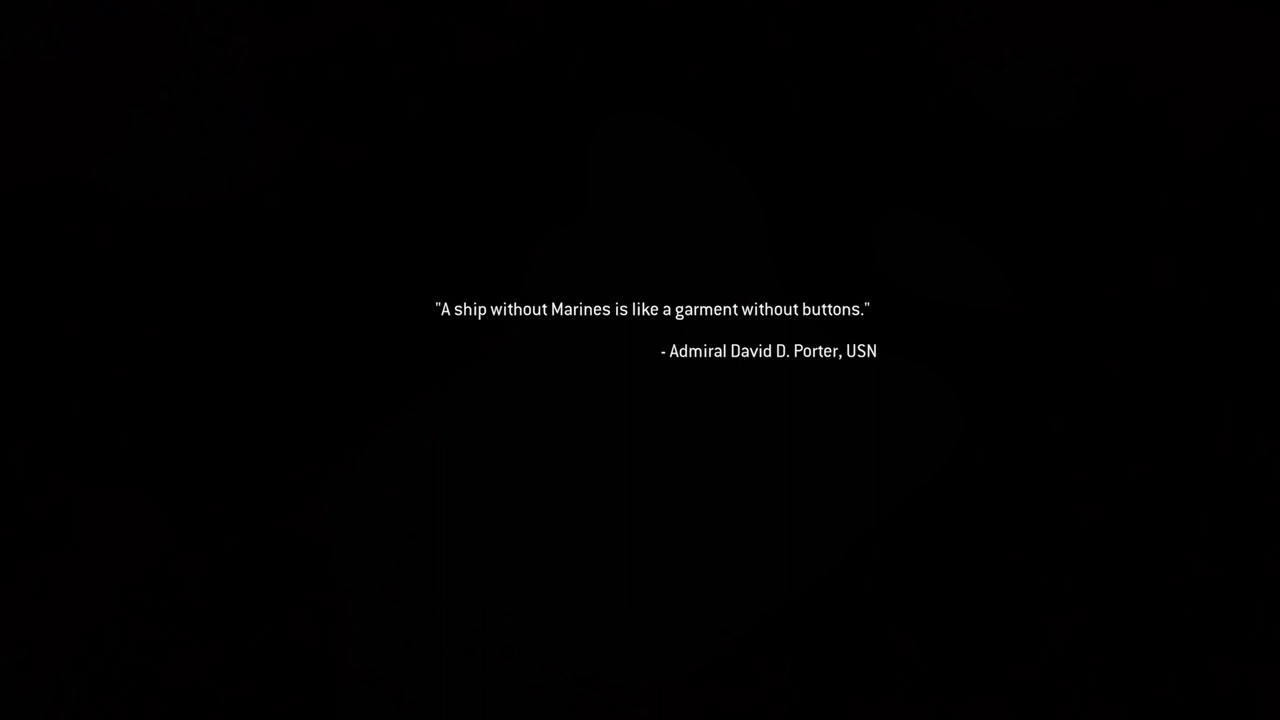 "A ship without Marines is like a garment without buttons."
- Admiral David D. Porter, USN